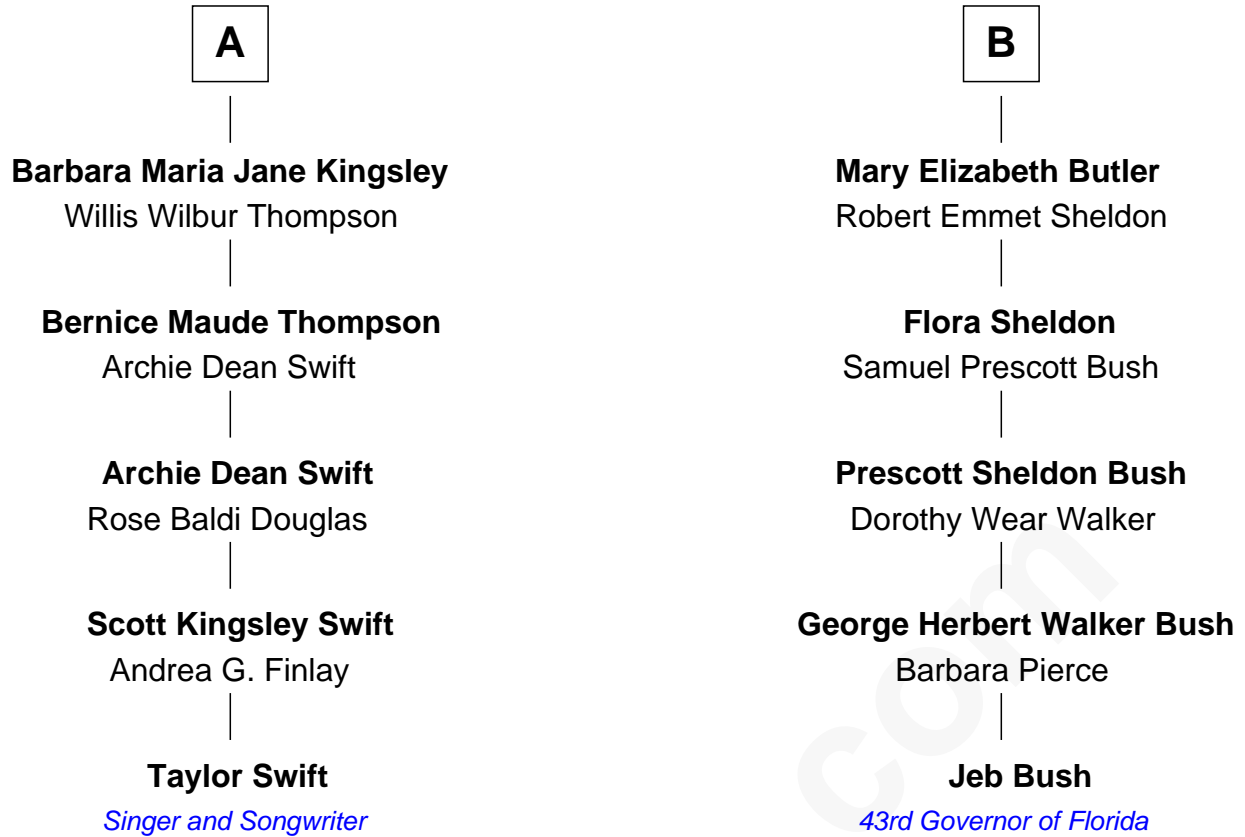 A
B
Barbara Maria Jane Kingsley
Willis Wilbur Thompson
Mary Elizabeth Butler
Robert Emmet Sheldon
Bernice Maude Thompson
Archie Dean Swift
Flora Sheldon
Samuel Prescott Bush
Archie Dean Swift
Rose Baldi Douglas
Prescott Sheldon Bush
Dorothy Wear Walker
Scott Kingsley Swift
Andrea G. Finlay
George Herbert Walker Bush
Barbara Pierce
Taylor Swift
Singer and Songwriter
Jeb Bush
43rd Governor of Florida
com